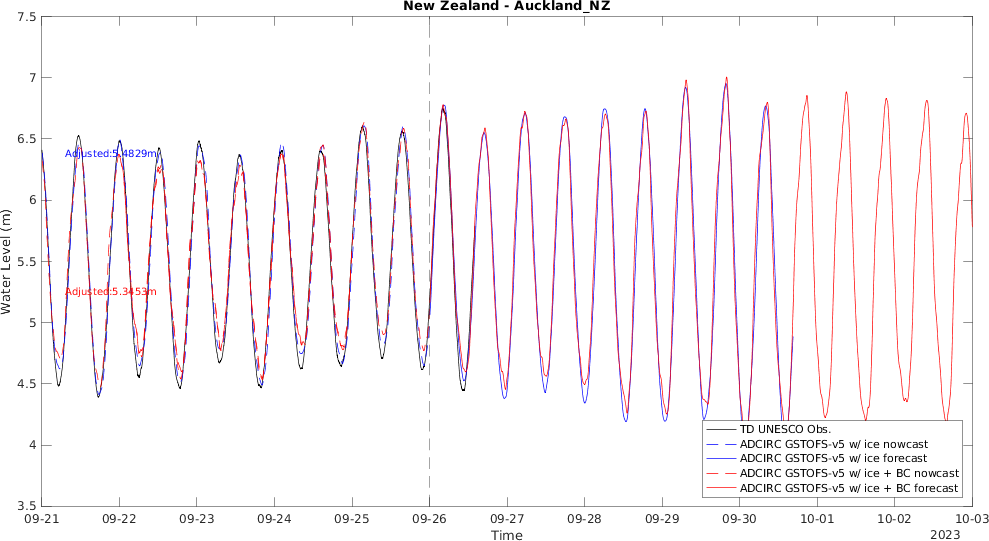 New Zealand - Auckland_NZ
7.5
7
6.5
6
5.5
5
4.5
4
3.5
Water Level (m)
Adjusted:5.4829m
Adjusted:5.3453m
TD UNESCO Obs.
ADCIRC GSTOFS-v5 w/ ice nowcast
ADCIRC GSTOFS-v5 w/ ice forecast
ADCIRC GSTOFS-v5 w/ ice + BC nowcast
ADCIRC GSTOFS-v5 w/ ice + BC forecast
09-21 09-22 09-23 09-24 09-25 09-26 09-27 09-28 09-29 09-30 10-01 10-02 10-03
Time
2023